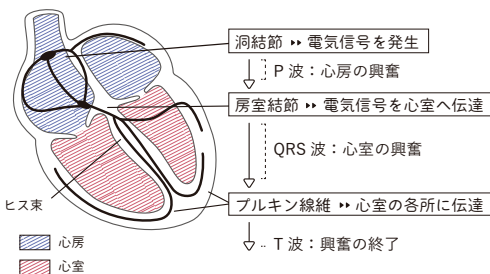 洞結節 ▸▸ 電気信号を発生
P 波：心房の興奮
房室結節 ▸▸ 電気信号を心室へ伝達
QRS 波：心室の興奮
プルキン線維 ▸▸ 心室の各所に伝達
T 波：興奮の終了
ヒス束
心房
心室